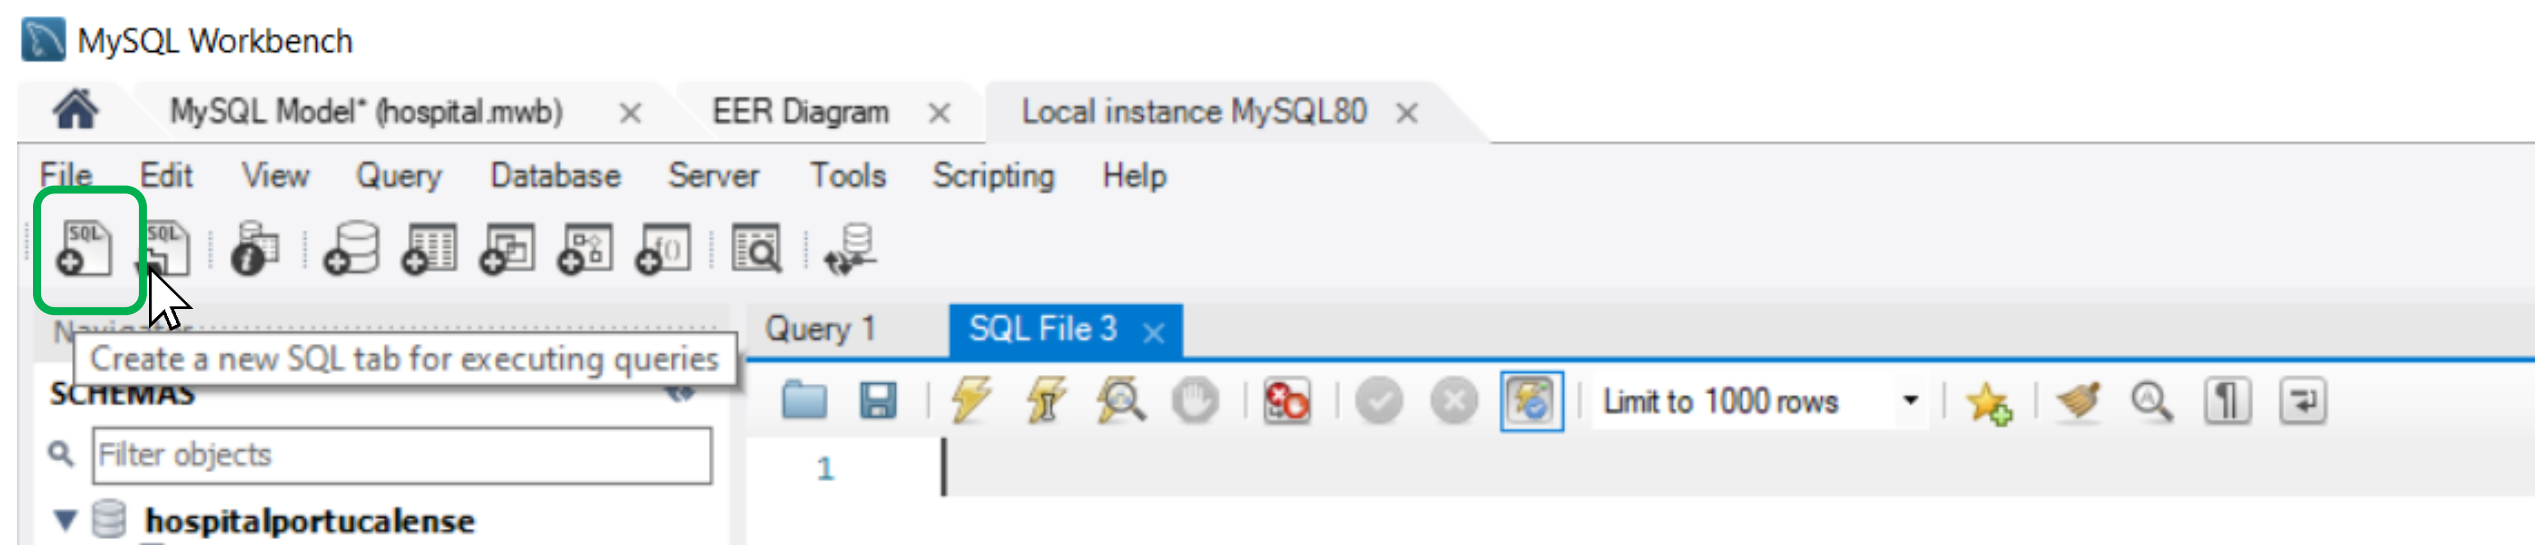 MySQL Workbench
MySQL Model* (hospital.mwb) EER Diagram Local instance MySQL80
File Edit View Query Database Server Tools Scripting Help
SQL SQL
f()
Navigator Query 1 SQL File 3
Create a new SQL tab for executing queries
SCHEMAS Limit to 1000 rows
Filter objects 1
hospitalportucalense